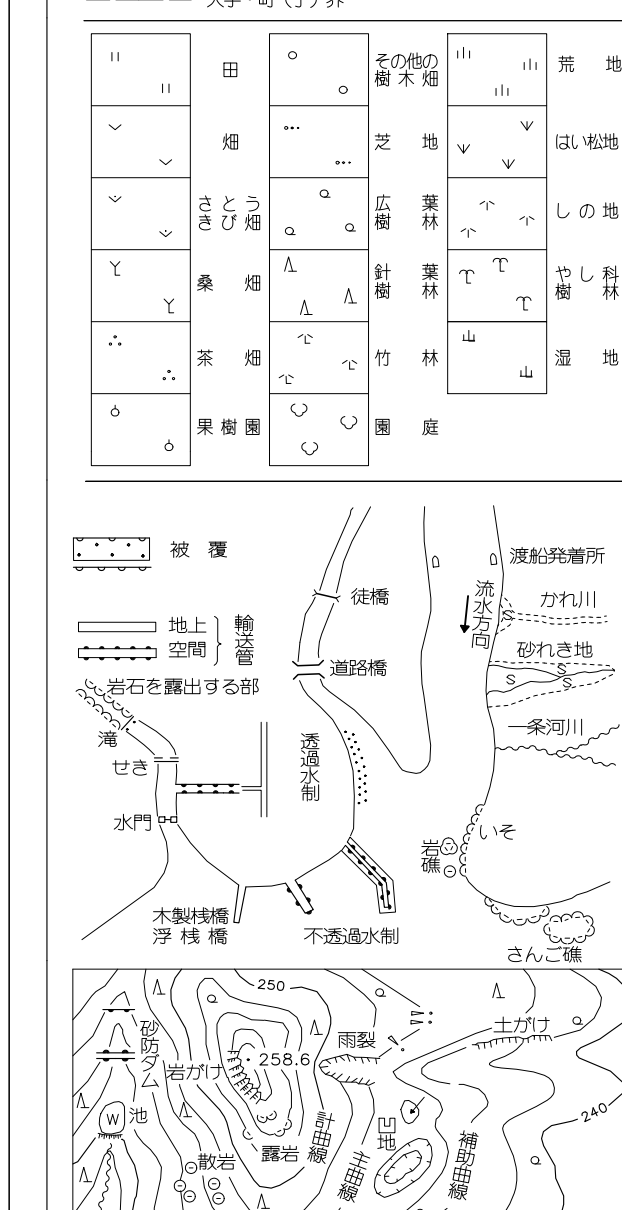 大字・町（丁）界
田
畑
さとう
きび畑
桑畑
茶畑
果樹園
その他の
樹木畑
芝地
広葉
樹林
針葉
樹林
竹林
園庭
荒地
はい松地
しの地
やし科
樹林
湿地
被覆
地上
空間
輸送管
岩石を露出する部
滝
せき
水門
木製桟橋
浮桟橋
徒橋
道路橋
透過水制
不透過水制
渡船発着所
流水方向
かれ川
砂れき地
S
S
S
S
一条河川
いそ
岩礁
さんご礁
250
砂防ダム
岩がけ
258.6
雨裂
土がけ
W
池
散岩
露岩
計曲線
主曲線
凹地
補助曲線
240